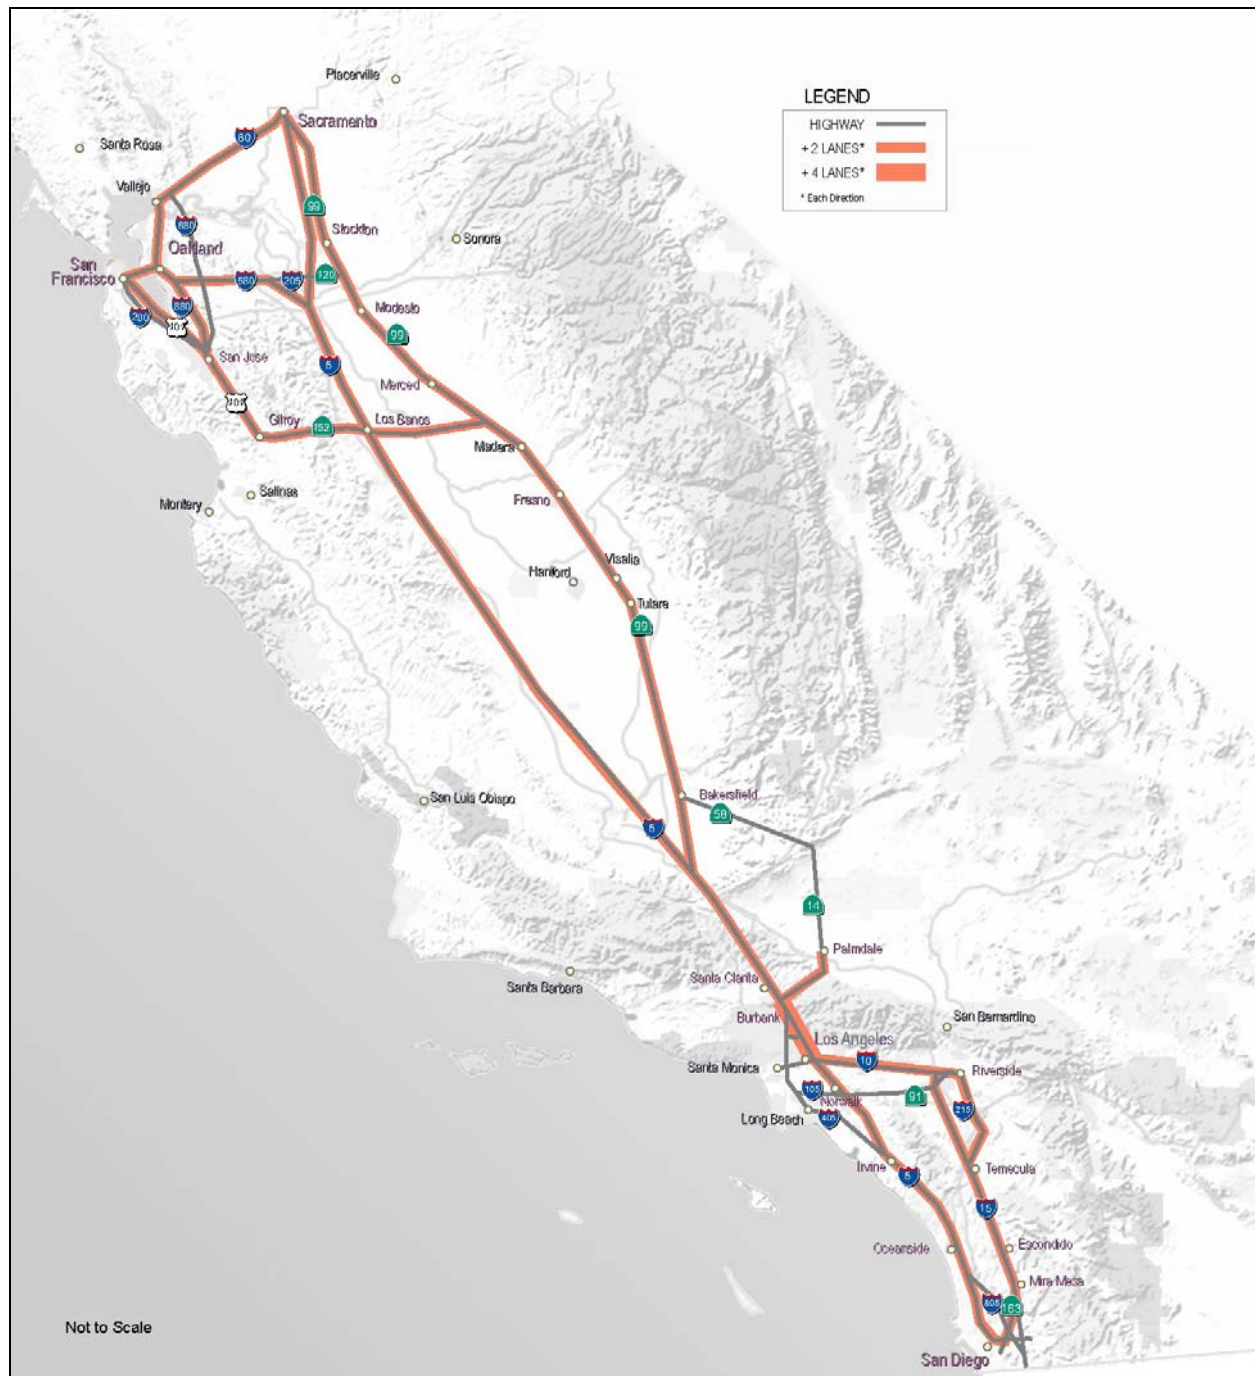 Placerville
LEGEND
HIGHWAY
+ 2 LANES*
+ 4 LANES*
* Each Direction
Sacramento
80
Santa Rosa
Vallejo
99
680
Stockton
Sonora
Oakland
San
Francisco
580
205
120
880
280
101
Modesto
99
San Jose
5
Merced
101
Gilroy
152
Los Banos
Madera
Salinas
Montery
Fresno
Visalia
Hanford
Tulare
99
Bakersfield
58
San Luis Obispo
5
14
Palmdale
Santa Clarita
Santa Barbara
Burbank
San Bernardino
Los Angeles
10
Santa Monica
Riverside
105
Norwalk
91
215
Long Beach
405
Irvine
5
Temecula
15
Oceanside
Escondido
Mira Mesa
805
163
Not to Scale
San Diego